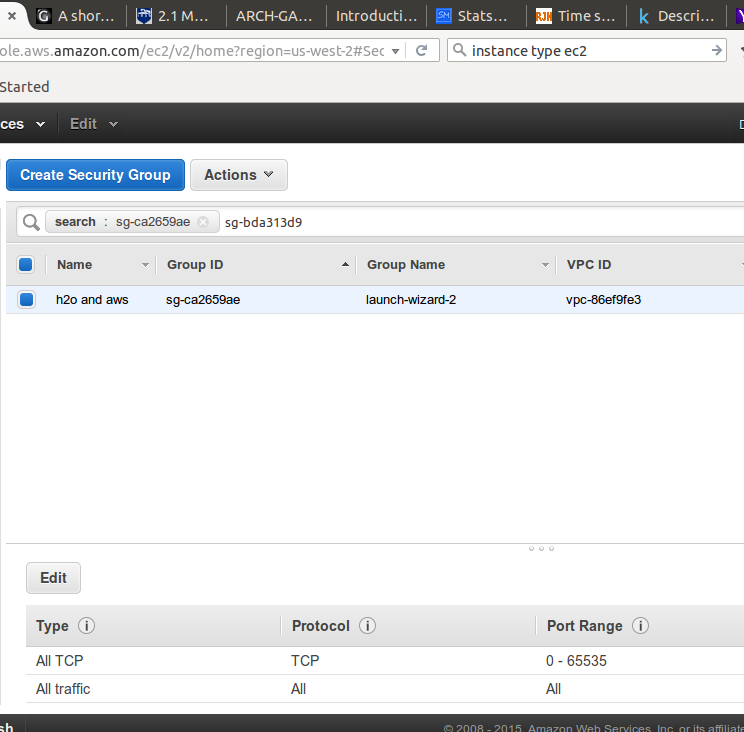 A shor...
2.1 M...
ARCH-GA...
Introducti...
Stats...
RJH Time s...
k Descri...
ole.aws.amazon.com/ec2/v2/home?region=us-west-2#Sec
instance type ec2
Started
ces Edit
Create Security Group Actions
search : sg-ca2659ae sg-bda313d9
Name Group ID Group Name VPC ID
h2o and aws sg-ca2659ae launch-wizard-2 vpc-86ef9fe3
Edit
Type Protocol Port Range
All TCP TCP 0 - 65535
All traffic All All
sh © 2008 - 2015, Amazon Web Services, Inc. or its affiliate